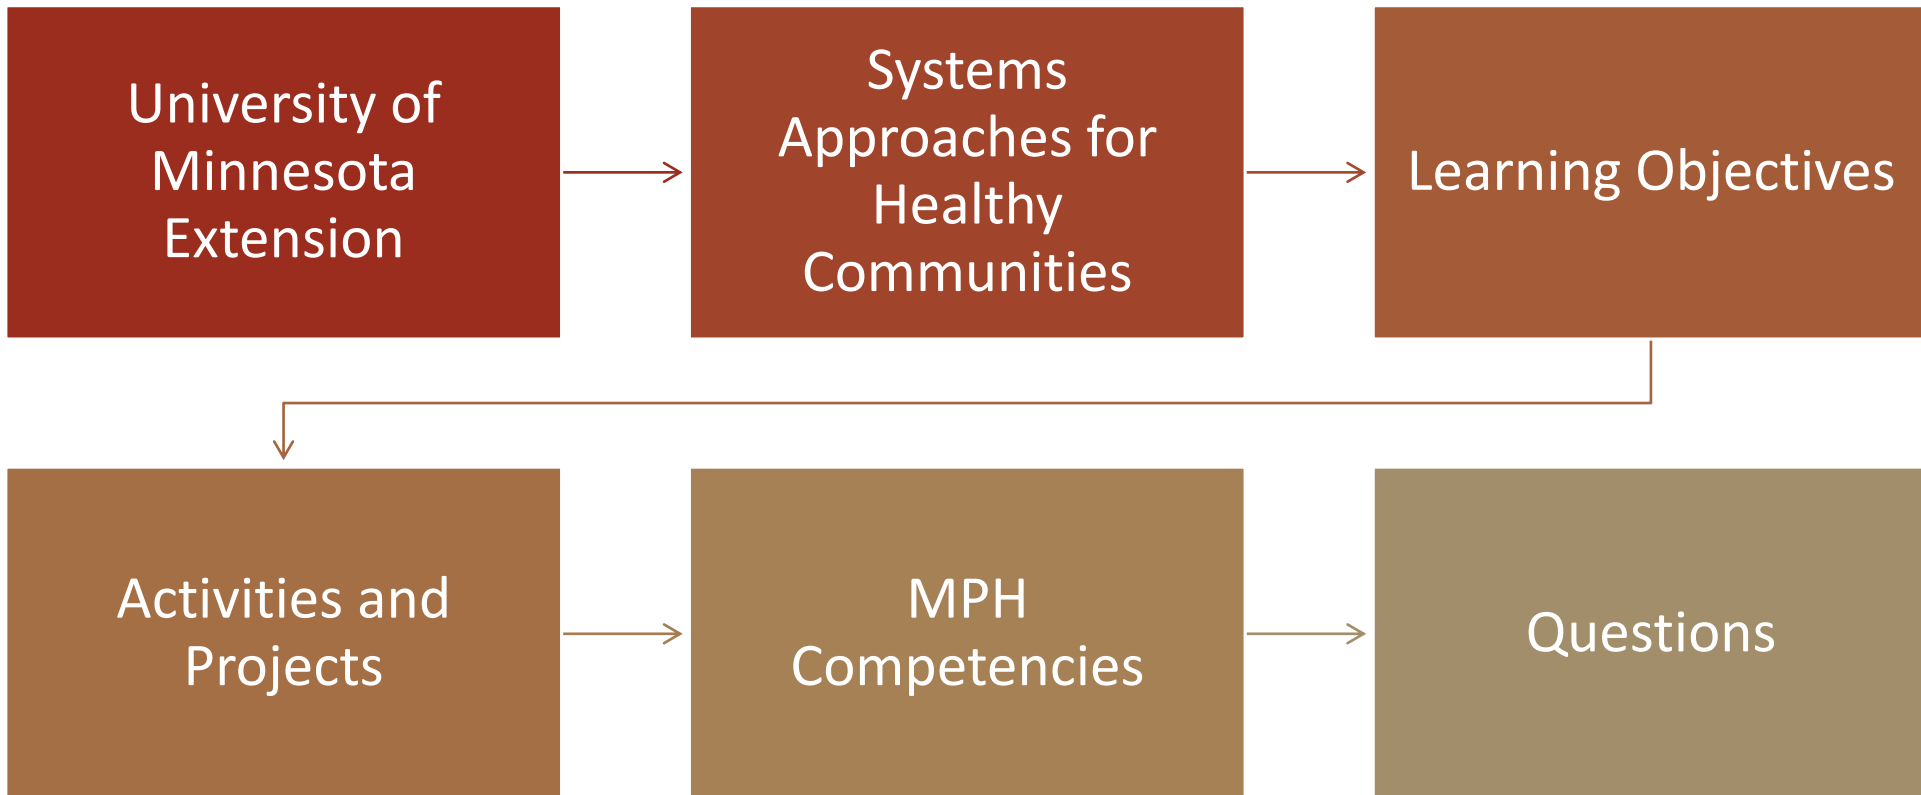 University of
Minnesota
Extension
Systems
Approaches for
Healthy
Communities
Learning Objectives
Activities and
Projects
MPH
Competencies
Questions